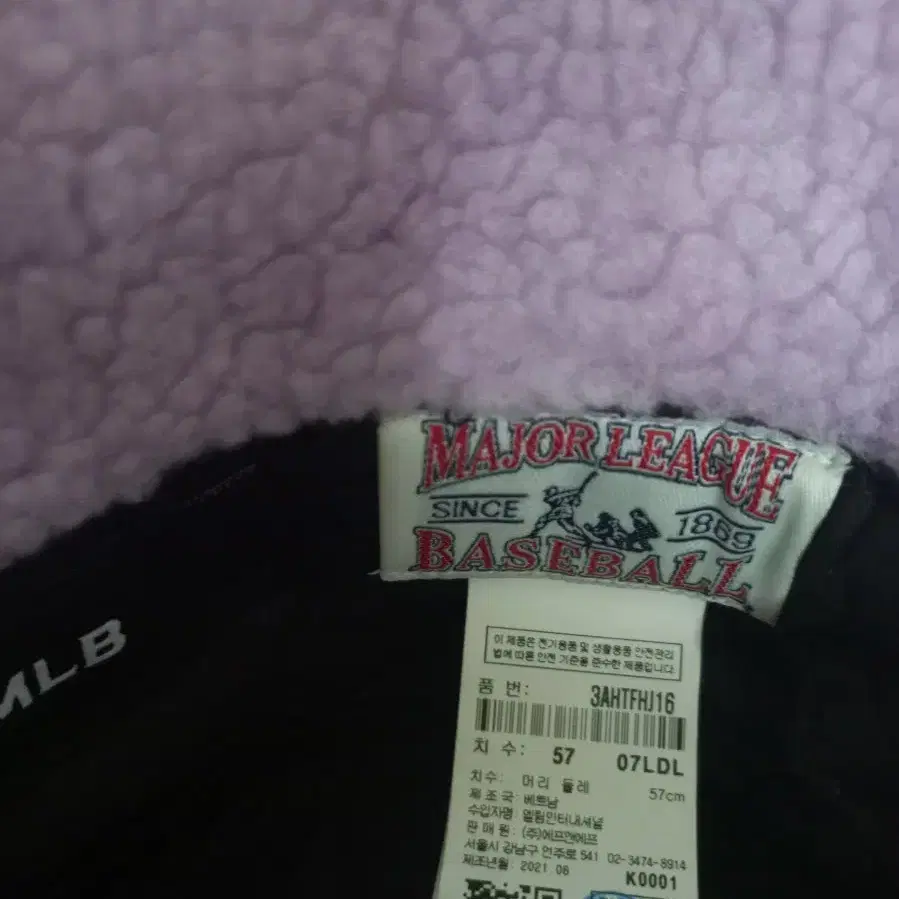 MAJOR LEAGUE
SINCE 1869
BASEBALL
MLB
이 제품은 전기용품 및 생활용품 안전관리
법에 따른 안전 기준을 준수한 제품입니다.
품 번: 3AHTFHJ16
치 수: 57 07LDL
치수: 머리 둘레 57cm
제 조 국: 베트남
수입자명: 엘림인터내셔널
판 매 원: (주)에프앤에프
서울시 강남구 언주로 541 02-3474-8914
제조년월: 2021.06
K0001